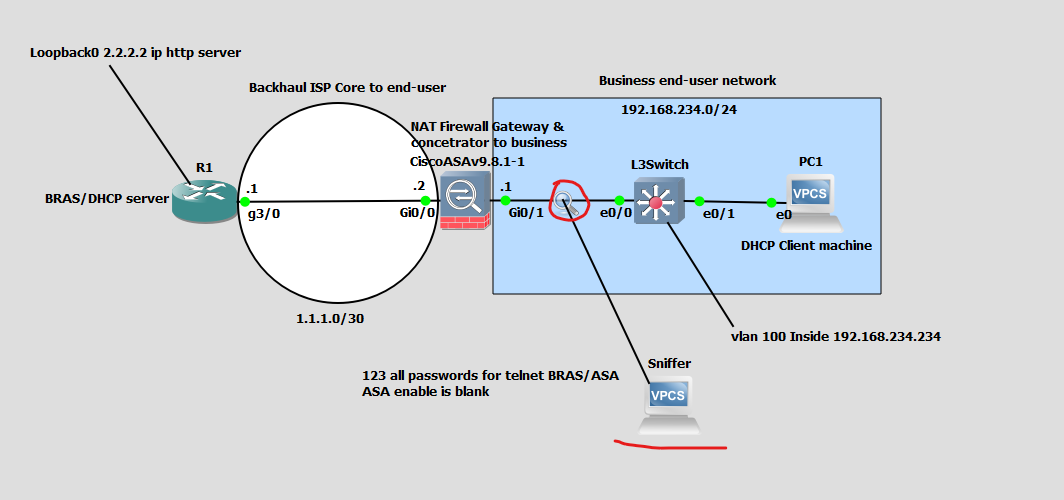 Loopback0 2.2.2.2 ip http server
Backhaul ISP Core to end-user
Business end-user network
192.168.234.0/24
NAT Firewall Gateway &
concetrator to business
CiscoASAv9.8.1-1
R1
L3Switch
PC1
BRAS/DHCP server
.1
g3/0
.2
Gi0/0
.1
Gi0/1
e0/0
e0/1
e0
VPCS
DHCP Client machine
1.1.1.0/30
vlan 100 Inside 192.168.234.234
Sniffer
123 all passwords for telnet BRAS/ASA
ASA enable is blank
VPCS